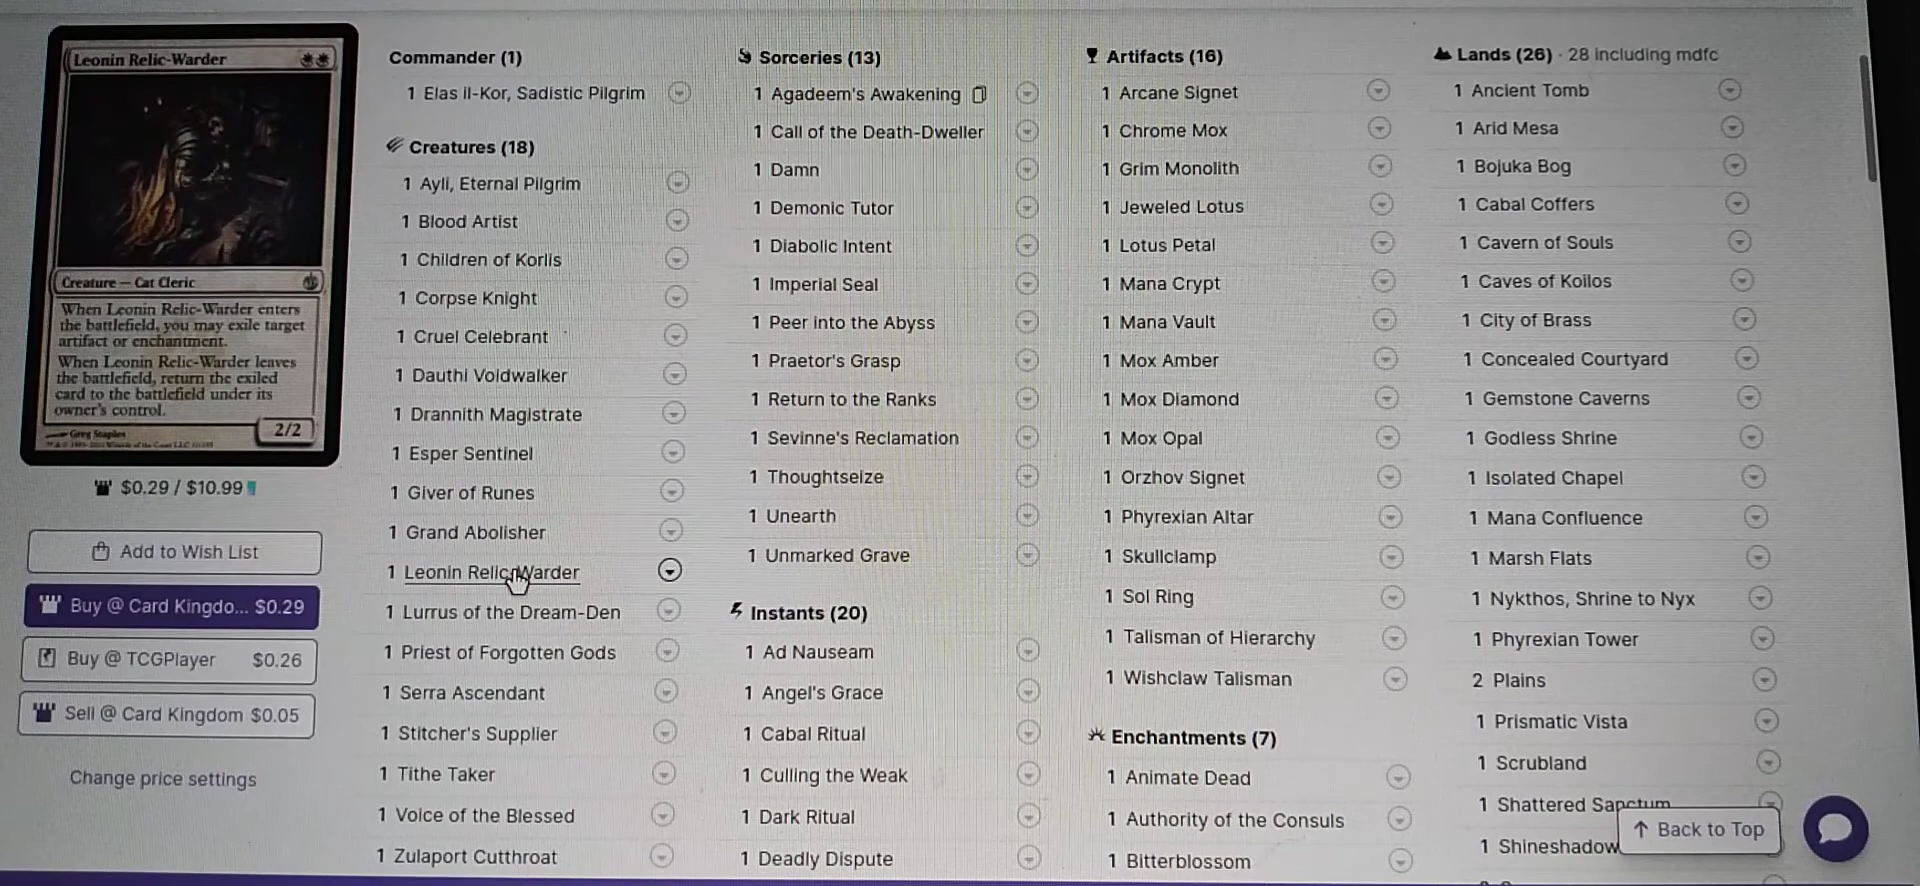 Leonin Relic-Warder
Creature — Cat Cleric
When Leonin Relic-Warder enters
the battlefield, you may exile target
artifact or enchantment.
When Leonin Relic-Warder leaves
the battlefield, return the exiled
card to the battlefield under its
owner's control.
Greg Staples
2/2
$0.29 / $10.99
Add to Wish List
Buy @ Card Kingdo... $0.29
Buy @ TCGPlayer $0.26
Sell @ Card Kingdom $0.05
Change price settings
Commander (1)
1 Elas il-Kor, Sadistic Pilgrim
Creatures (18)
1 Ayli, Eternal Pilgrim
1 Blood Artist
1 Children of Korlis
1 Corpse Knight
1 Cruel Celebrant
1 Dauthi Voidwalker
1 Drannith Magistrate
1 Esper Sentinel
1 Giver of Runes
1 Grand Abolisher
1 Leonin Relic-Warder
1 Lurrus of the Dream-Den
1 Priest of Forgotten Gods
1 Serra Ascendant
1 Stitcher's Supplier
1 Tithe Taker
1 Voice of the Blessed
1 Zulaport Cutthroat
Sorceries (13)
1 Agadeem's Awakening
1 Call of the Death-Dweller
1 Damn
1 Demonic Tutor
1 Diabolic Intent
1 Imperial Seal
1 Peer into the Abyss
1 Praetor's Grasp
1 Return to the Ranks
1 Sevinne's Reclamation
1 Thoughtseize
1 Unearth
1 Unmarked Grave
Instants (20)
1 Ad Nauseam
1 Angel's Grace
1 Cabal Ritual
1 Culling the Weak
1 Dark Ritual
1 Deadly Dispute
Artifacts (16)
1 Arcane Signet
1 Chrome Mox
1 Grim Monolith
1 Jeweled Lotus
1 Lotus Petal
1 Mana Crypt
1 Mana Vault
1 Mox Amber
1 Mox Diamond
1 Mox Opal
1 Orzhov Signet
1 Phyrexian Altar
1 Skullclamp
1 Sol Ring
1 Talisman of Hierarchy
1 Wishclaw Talisman
Enchantments (7)
1 Animate Dead
1 Authority of the Consuls
1 Bitterblossom
Lands (26) · 28 including mdfc
1 Ancient Tomb
1 Arid Mesa
1 Bojuka Bog
1 Cabal Coffers
1 Cavern of Souls
1 Caves of Koilos
1 City of Brass
1 Concealed Courtyard
1 Gemstone Caverns
1 Godless Shrine
1 Isolated Chapel
1 Mana Confluence
1 Marsh Flats
1 Nykthos, Shrine to Nyx
1 Phyrexian Tower
2 Plains
1 Prismatic Vista
1 Scrubland
1 Shattered Sanctum
1 Shineshadow
Back to Top